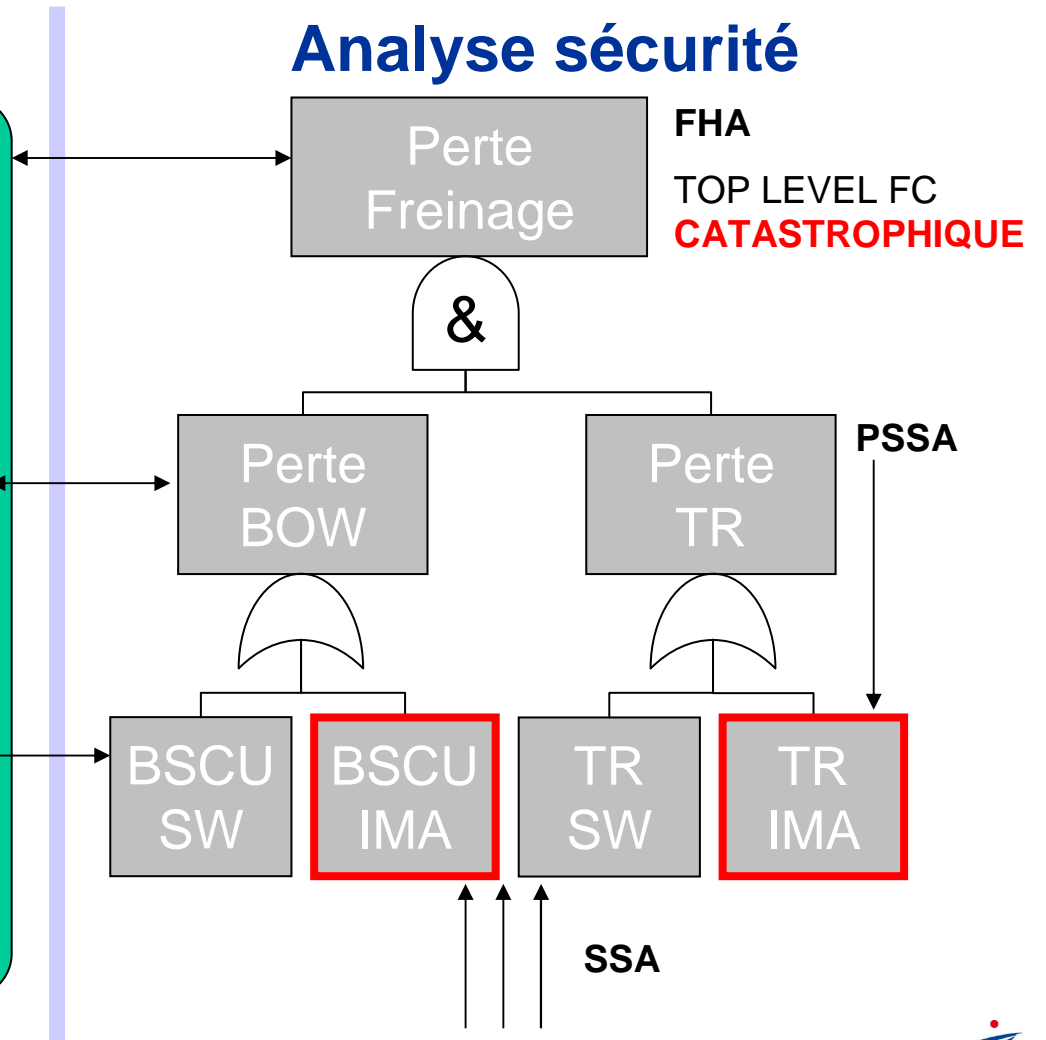 Analyse sécurité
Perte
Freinage
FHA
TOP LEVEL FC
CATASTROPHIQUE
&
Perte
BOW
Perte
TR
PSSA
BSCU
SW
BSCU
IMA
TR
SW
TR
IMA
SSA